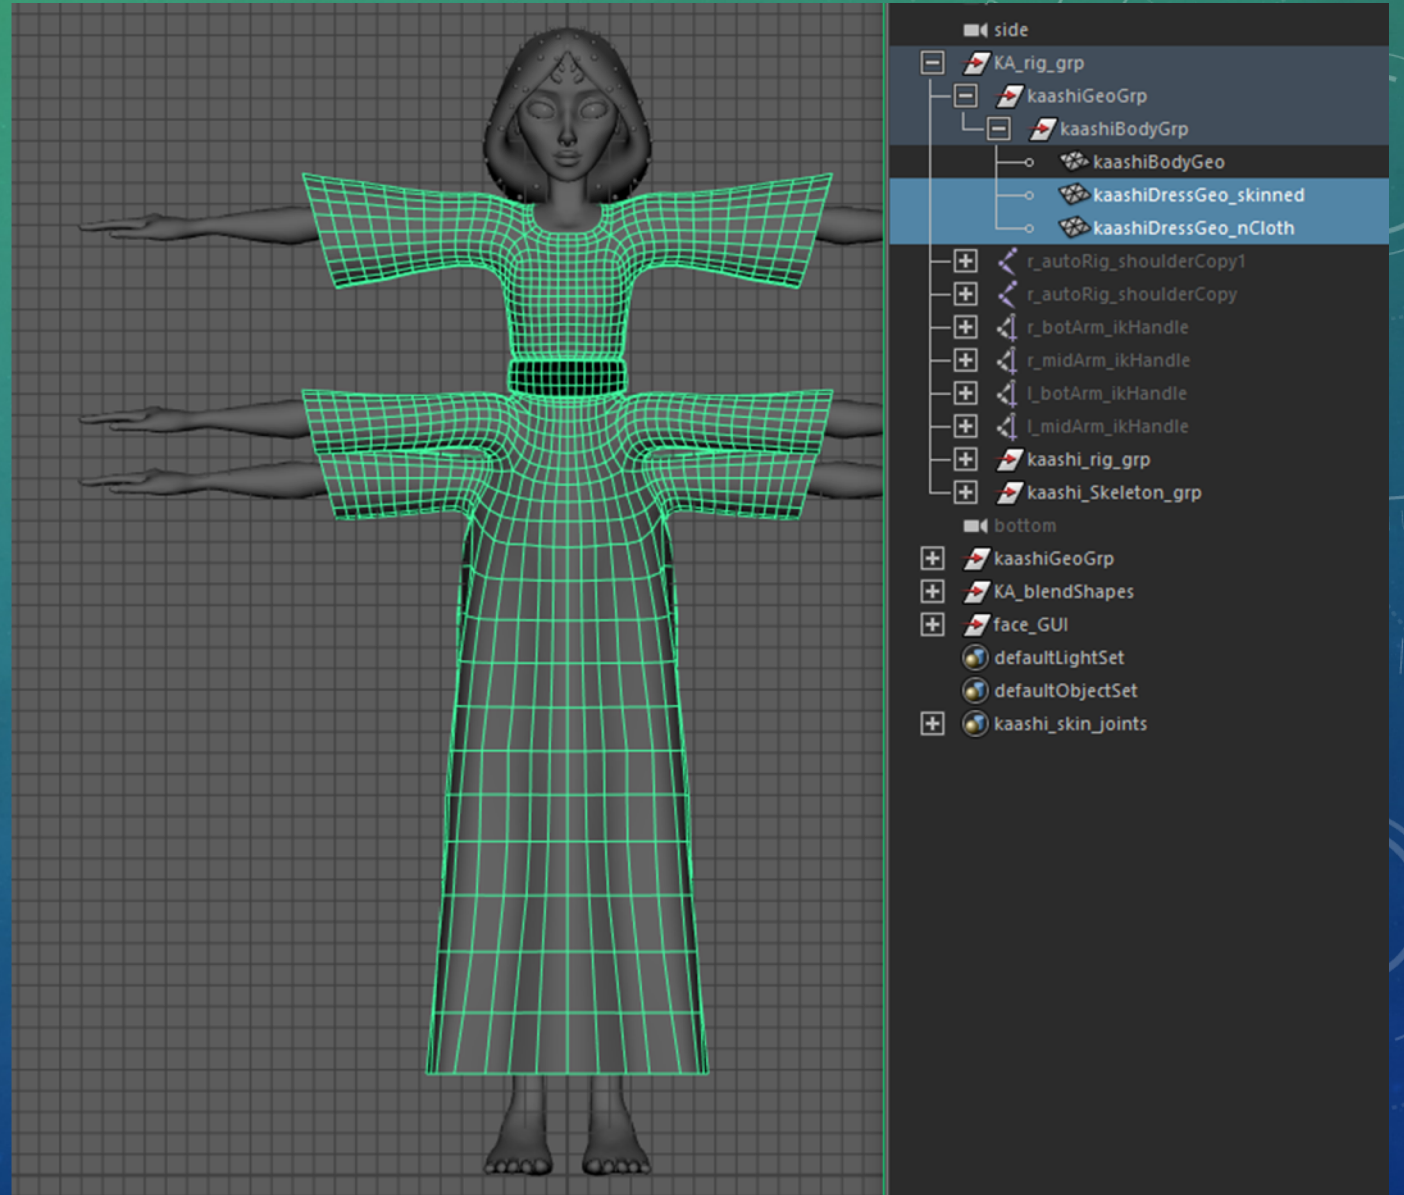 side
KA_rig_grp
kaashiGeoGrp
kaashiBodyGrp
kaashiBodyGeo
kaashiDressGeo_skinned
kaashiDressGeo_nCloth
r_autoRig_shoulderCopy1
r_autoRig_shoulderCopy
r_botArm_ikHandle
r_midArm_ikHandle
l_botArm_ikHandle
l_midArm_ikHandle
kaashi_rig_grp
kaashi_Skeleton_grp
bottom
kaashiGeoGrp
KA_blendShapes
face_GUI
defaultLightSet
defaultObjectSet
kaashi_skin_joints